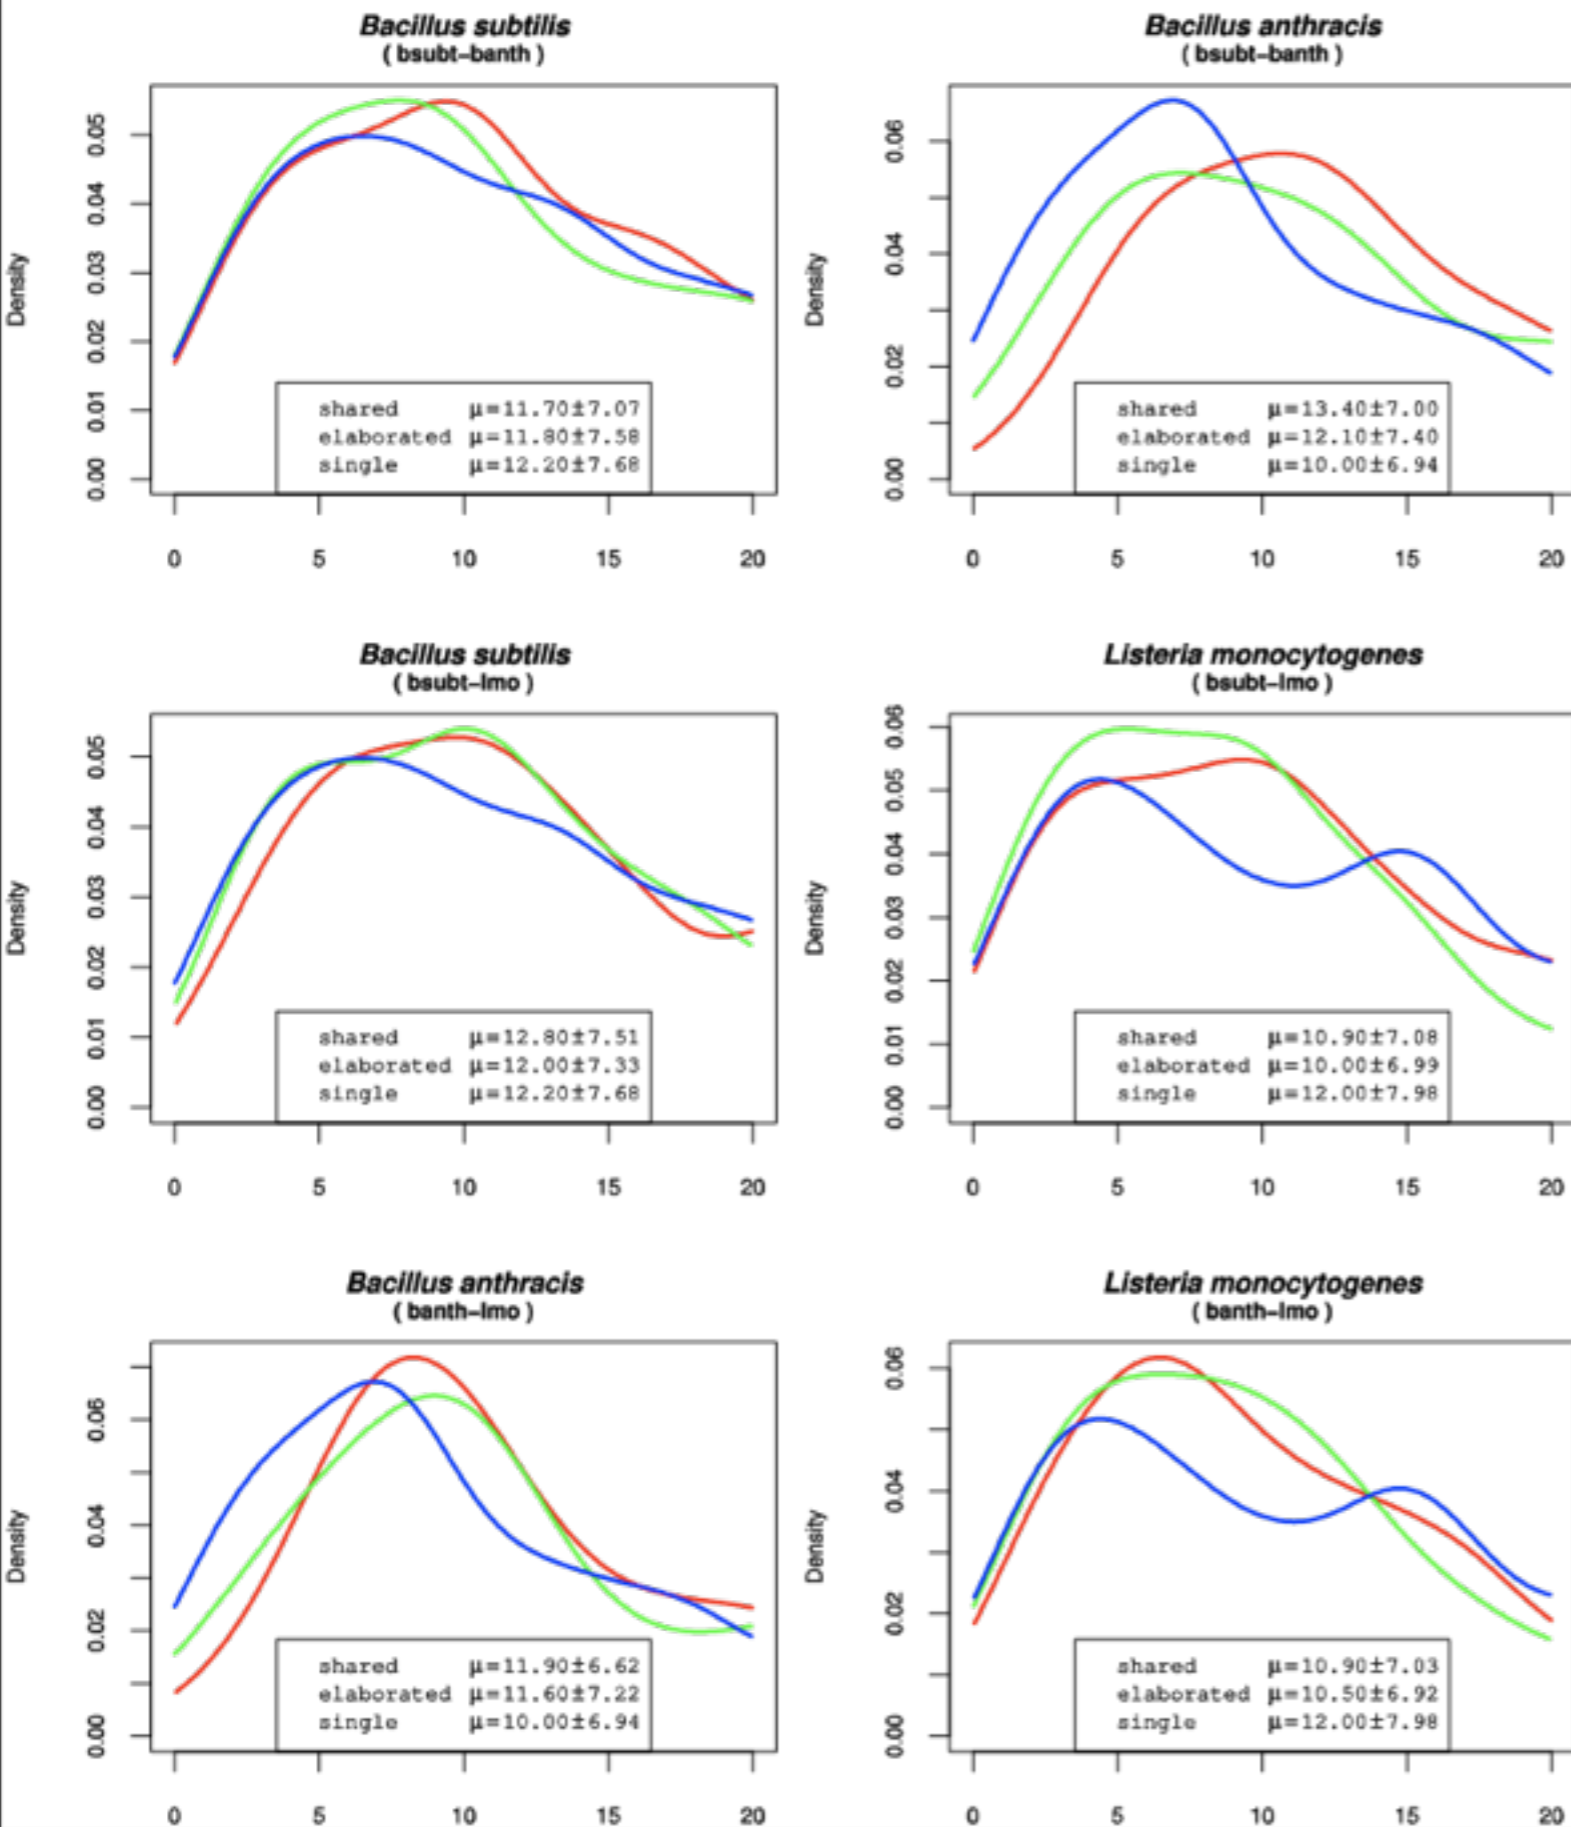 Bacillus subtilis
( bsubt-banth )
Density
0.00 0.01 0.02 0.03 0.04 0.05
shared μ=11.70±7.07
elaborated μ=11.80±7.58
single μ=12.20±7.68
0 5 10 15 20
Bacillus anthracis
( bsubt-banth )
Density
0.00 0.02 0.04 0.06
shared μ=13.40±7.00
elaborated μ=12.10±7.40
single μ=10.00±6.94
0 5 10 15 20
Bacillus subtilis
( bsubt-lmo )
Density
0.00 0.01 0.02 0.03 0.04 0.05
shared μ=12.80±7.51
elaborated μ=12.00±7.33
single μ=12.20±7.68
0 5 10 15 20
Listeria monocytogenes
( bsubt-lmo )
Density
0.00 0.01 0.02 0.03 0.04 0.05 0.06
shared μ=10.90±7.08
elaborated μ=10.00±6.99
single μ=12.00±7.98
0 5 10 15 20
Bacillus anthracis
( banth-lmo )
Density
0.00 0.02 0.04 0.06
shared μ=11.90±6.62
elaborated μ=11.60±7.22
single μ=10.00±6.94
0 5 10 15 20
Listeria monocytogenes
( banth-lmo )
Density
0.00 0.02 0.04 0.06
shared μ=10.90±7.03
elaborated μ=10.50±6.92
single μ=12.00±7.98
0 5 10 15 20